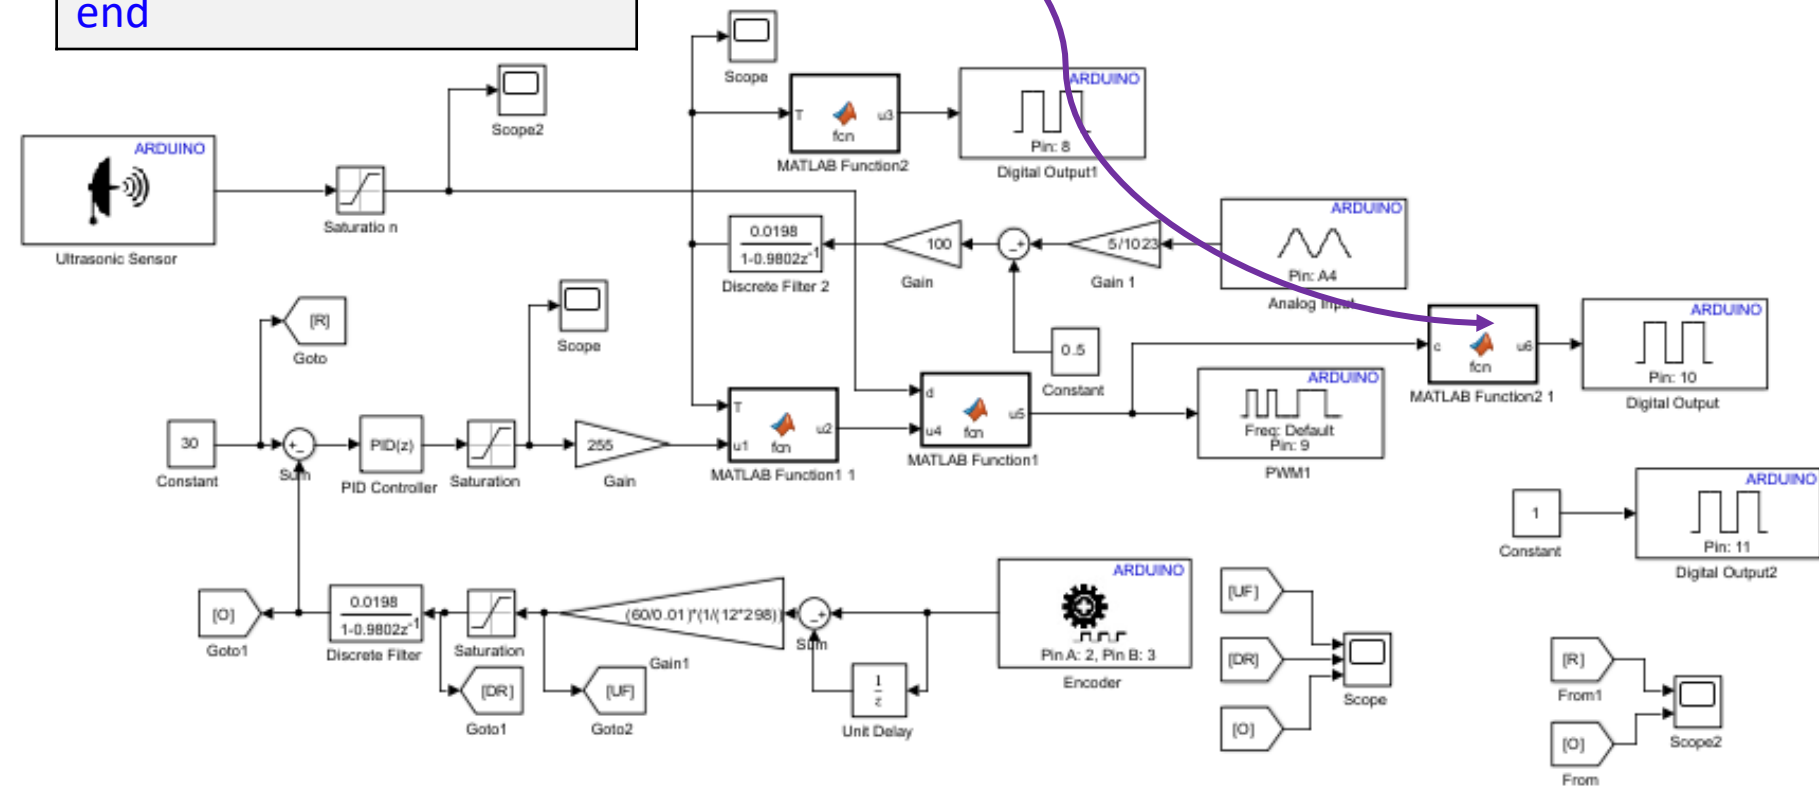 end
Scope
Scope2
ARDUINO
Ultrasonic Sensor
Saturatio n
T
fcn
u3
MATLAB Function2
ARDUINO
Pin: 8
Digital Output1
0.0198
1-0.9802z-1
Discrete Filter 2
100
Gain
_+
5/1023
Gain 1
ARDUINO
Pin: A4
Analog Input
0.5
Constant
[R]
Goto
Scope
30
Constant
+_
Sum
PID(z)
PID Controller
Saturation
255
Gain
T
u1
fcn
u2
MATLAB Function1 1
d
u4
fcn
u5
MATLAB Function1
ARDUINO
Freq: Default
Pin: 9
PWM1
c
fcn
u6
MATLAB Function2 1
ARDUINO
Pin: 10
Digital Output
1
Constant
ARDUINO
Pin: 11
Digital Output2
[O]
Goto1
0.0198
1-0.9802z-1
Discrete Filter
Saturation
[DR]
Goto1
[UF]
Goto2
(60/0.01)*(1/(12*298))
Gain1
_+
Sum
1
z
Unit Delay
ARDUINO
Pin A: 2, Pin B: 3
Encoder
[UF]
[DR]
[O]
Scope
[R]
From1
[O]
From
Scope2